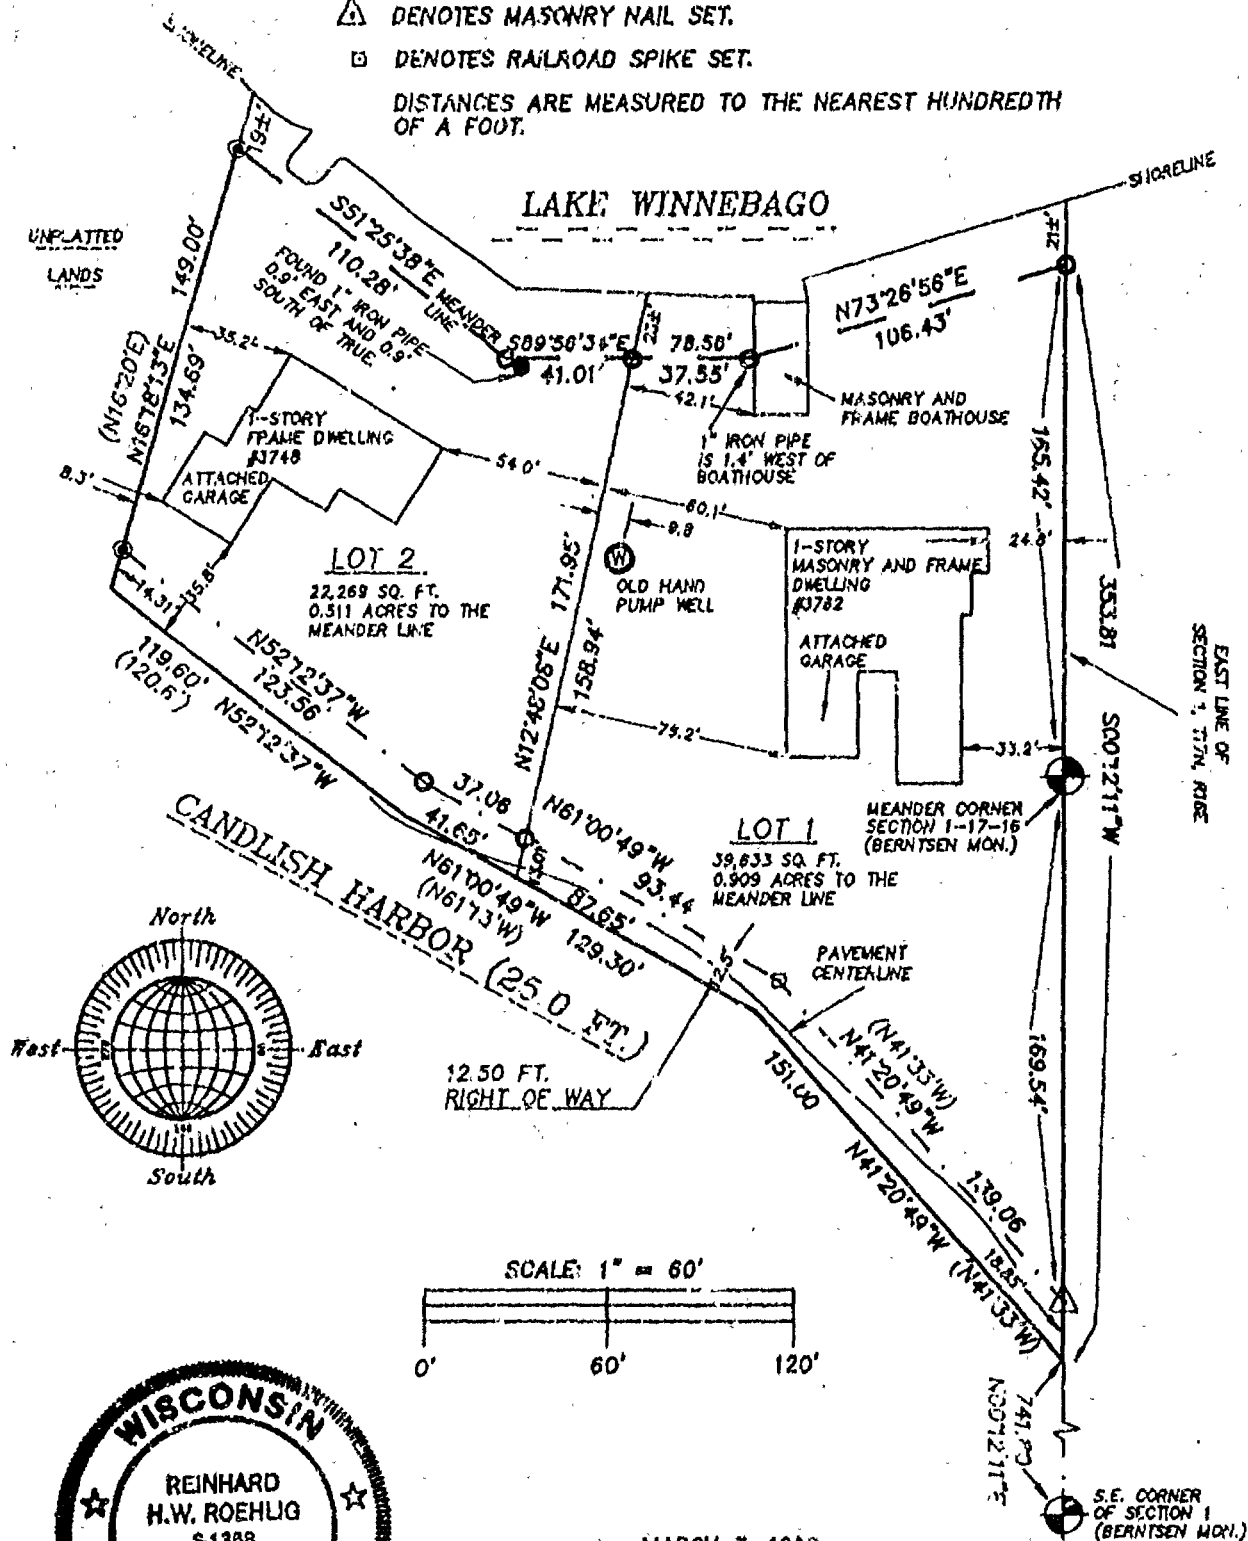 DENOTES MASONRY NAIL SET.
DENOTES RAILROAD SPIKE SET.
DISTANCES ARE MEASURED TO THE NEAREST HUNDREDTH
OF A FOOT.
SHORELINE
19'±
LAKE WINNEBAGO
SHORELINE
UNPLATTED
LANDS
149.00'
(N16°20'E)
N16°18'13"E
134.69'
S51°25'38"E
110.28'
MEANDER
LINE
FOUND 1" IRON PIPE
0.9' EAST AND 0.9'
SOUTH OF TRUE.
S89°58'34"E
78.56'
41.01'
37.55'
42.1'
N73°26'56"E
106.43'
MASONRY AND
FRAME BOATHOUSE
1" IRON PIPE
IS 1.4' WEST OF
BOATHOUSE
35.2'
1-STORY
FRAME DWELLING
#3748
ATTACHED
GARAGE
8.3'
54.0'
60.1'
9.8
OLD HAND
PUMP WELL
W
1-STORY
MASONRY AND FRAME
DWELLING
#3782
ATTACHED
GARAGE
24.8'
165.42'
353.81
EAST LINE OF
SECTION 1, T17N, R16E
S00°12'11"W
LOT 2
22,269 SQ. FT.
0.511 ACRES TO THE
MEANDER LINE
14.31'
35.8'
N52°12'37"W
123.56
119.60'
(120.6')
N52°12'37"W
N12°48'06"E
171.95'
158.94'
75.2'
33.2'
MEANDER CORNER
SECTION 1-17-16
(BERNTSEN MON.)
37.06
41.65'
N61°00'49"W
93.44
LOT 1
39,633 SQ. FT.
0.909 ACRES TO THE
MEANDER LINE
N61°00'49"W
(N61°13'W)
87.65'
129.30'
12.5'
CANDLISH HARBOR (25.0 FT.)
PAVEMENT
CENTERLINE
12.50 FT.
RIGHT OF WAY
North
West
East
South
(N41°33'W)
N41°20'49"W
151.00
N41°20'49"W
(N41°33'W)
139.06
18.85'
169.54'
SCALE: 1" = 60'
0'
60'
120'
741.
N00°12'11"E
S.E. CORNER
OF SECTION 1
(BERNTSEN MON.)
WISCONSIN
REINHARD
H.W. ROEHLIG